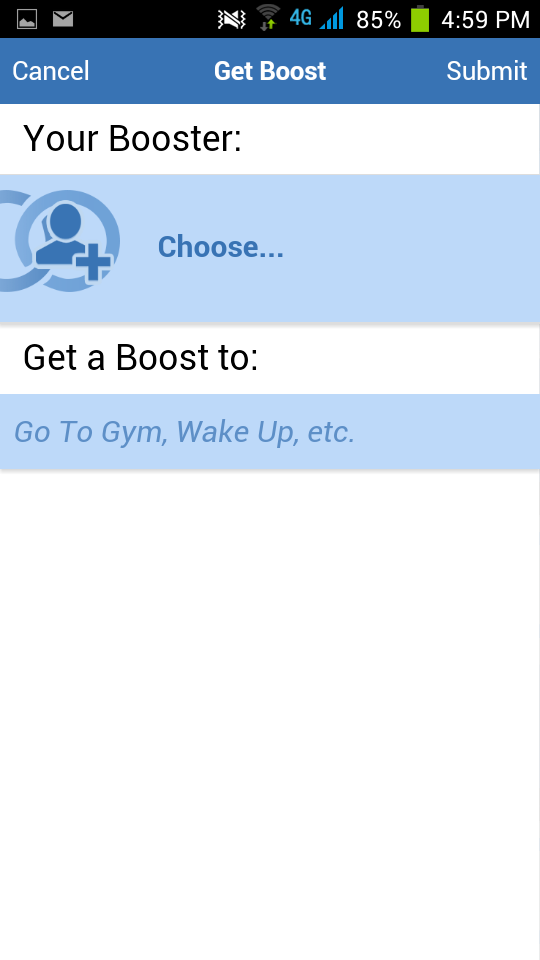 4G 85% 4:59 PM
Cancel Get Boost Submit
Your Booster:
Choose...
Get a Boost to:
Go To Gym, Wake Up, etc.